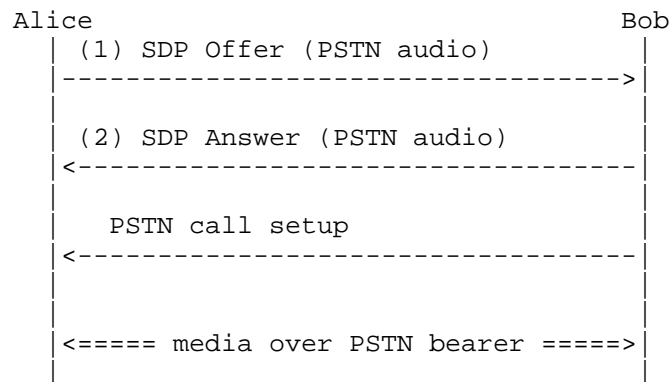 Alice Bob
(1) SDP Offer (PSTN audio)
(2) SDP Answer (PSTN audio)
PSTN call setup
<===== media over PSTN bearer =====>